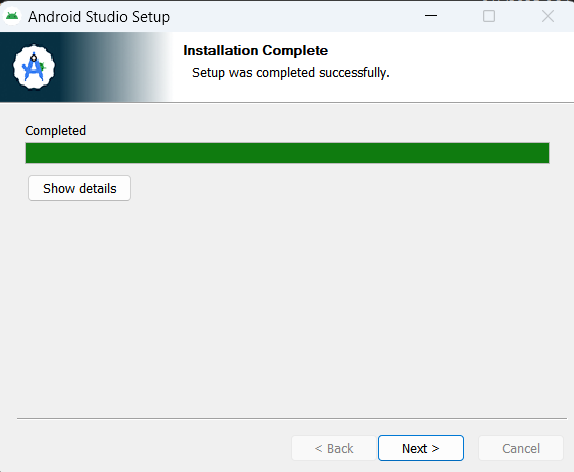 Android Studio Setup
Installation Complete
Setup was completed successfully.
Completed
Show details
< Back
Next >
Cancel